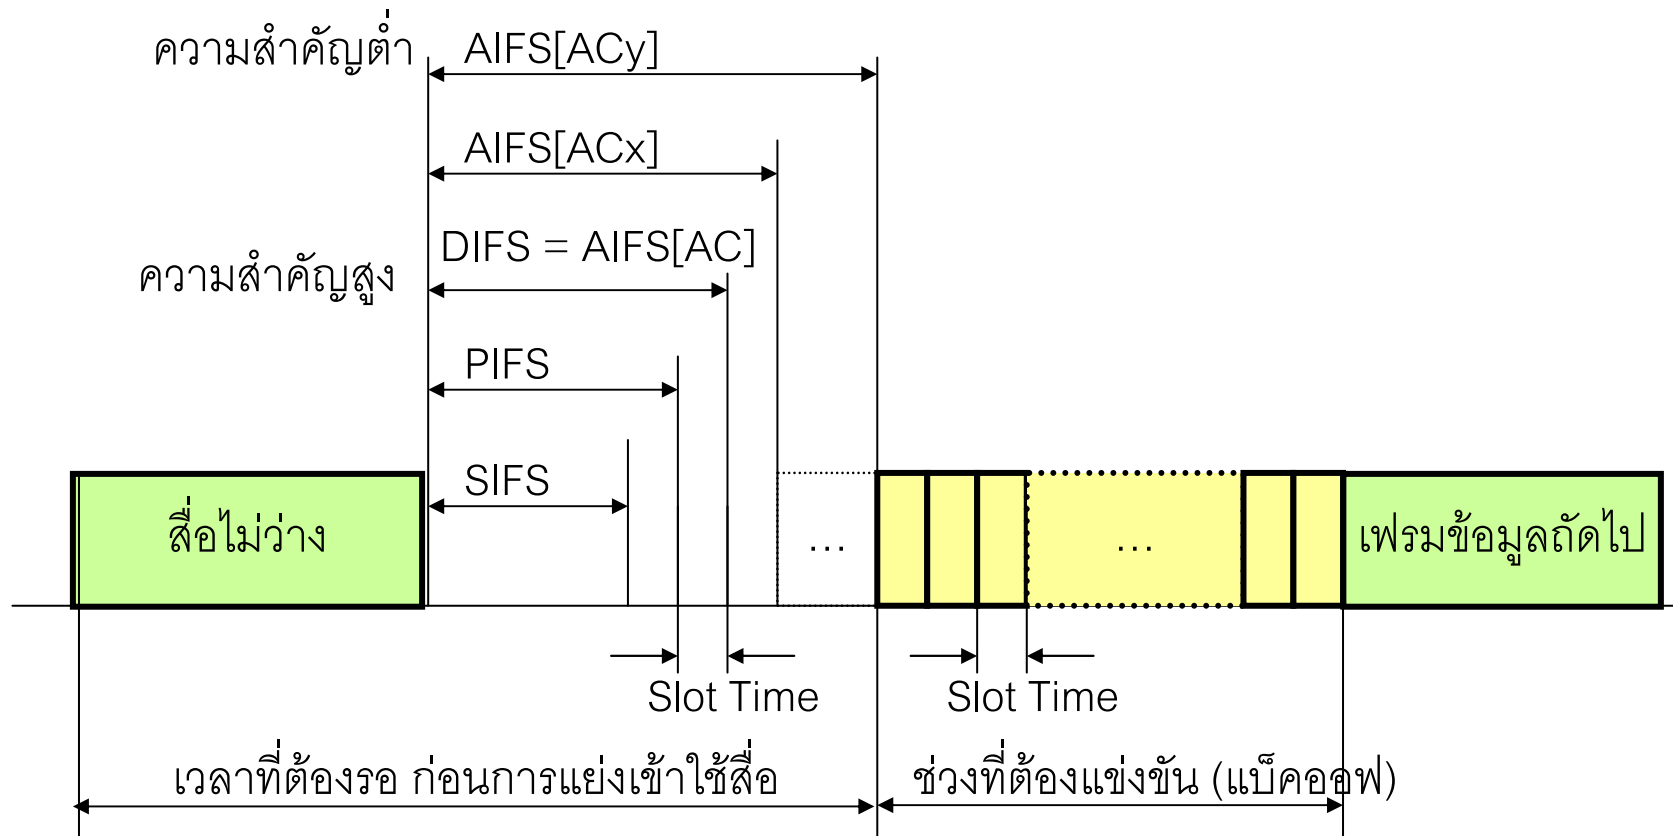 ความสำคัญต่ำ
AIFS[ACy]
AIFS[ACx]
DIFS = AIFS[AC]
ความสำคัญสูง
PIFS
SIFS
สื่อไม่ว่าง
...
...
เฟรมข้อมูลถัดไป
Slot Time
Slot Time
เวลาที่ต้องรอ ก่อนการแย่งเข้าใช้สื่อ
ช่วงที่ต้องแข่งขัน (แบ็คออฟ)